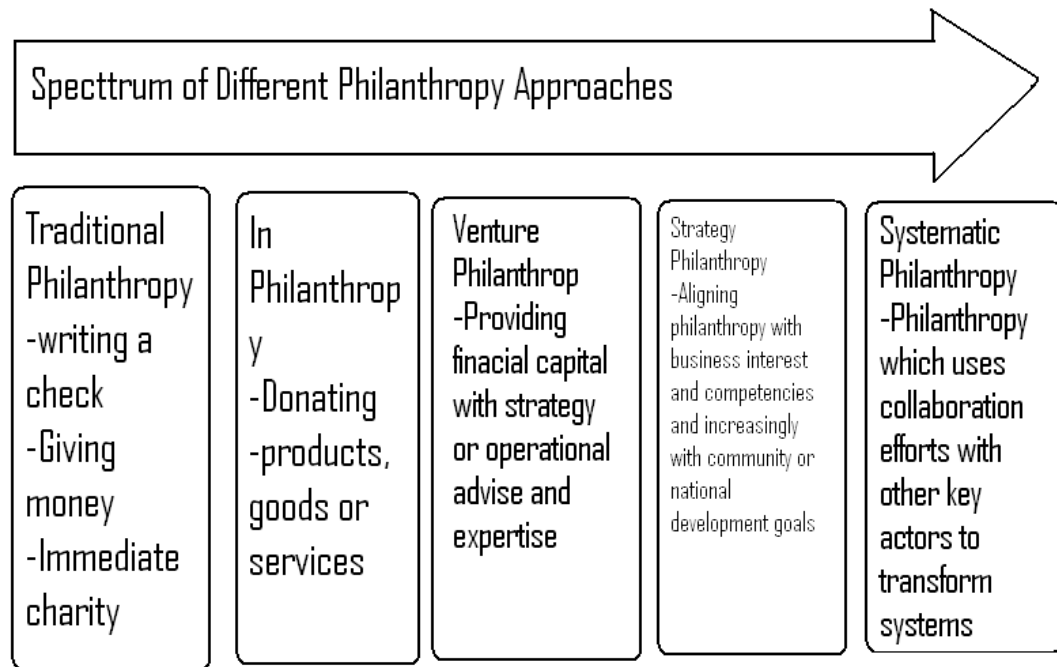 Specttrum of Different Philanthropy Approaches
Traditional
Philanthropy
-writing a
check
-Giving
money
-Immediate
charity
In
Philanthrop
y
-Donating
-products,
goods or
services
Venture
Philanthrop
-Providing
finacial capital
with strategy
or operational
advise and
expertise
Strategy
Philanthropy
-Aligning
philanthropy with
business interest
and competencies
and increasingly
with community or
national
development goals
Systematic
Philanthropy
-Philanthropy
which uses
collaboration
efforts with
other key
actors to
transform
systems